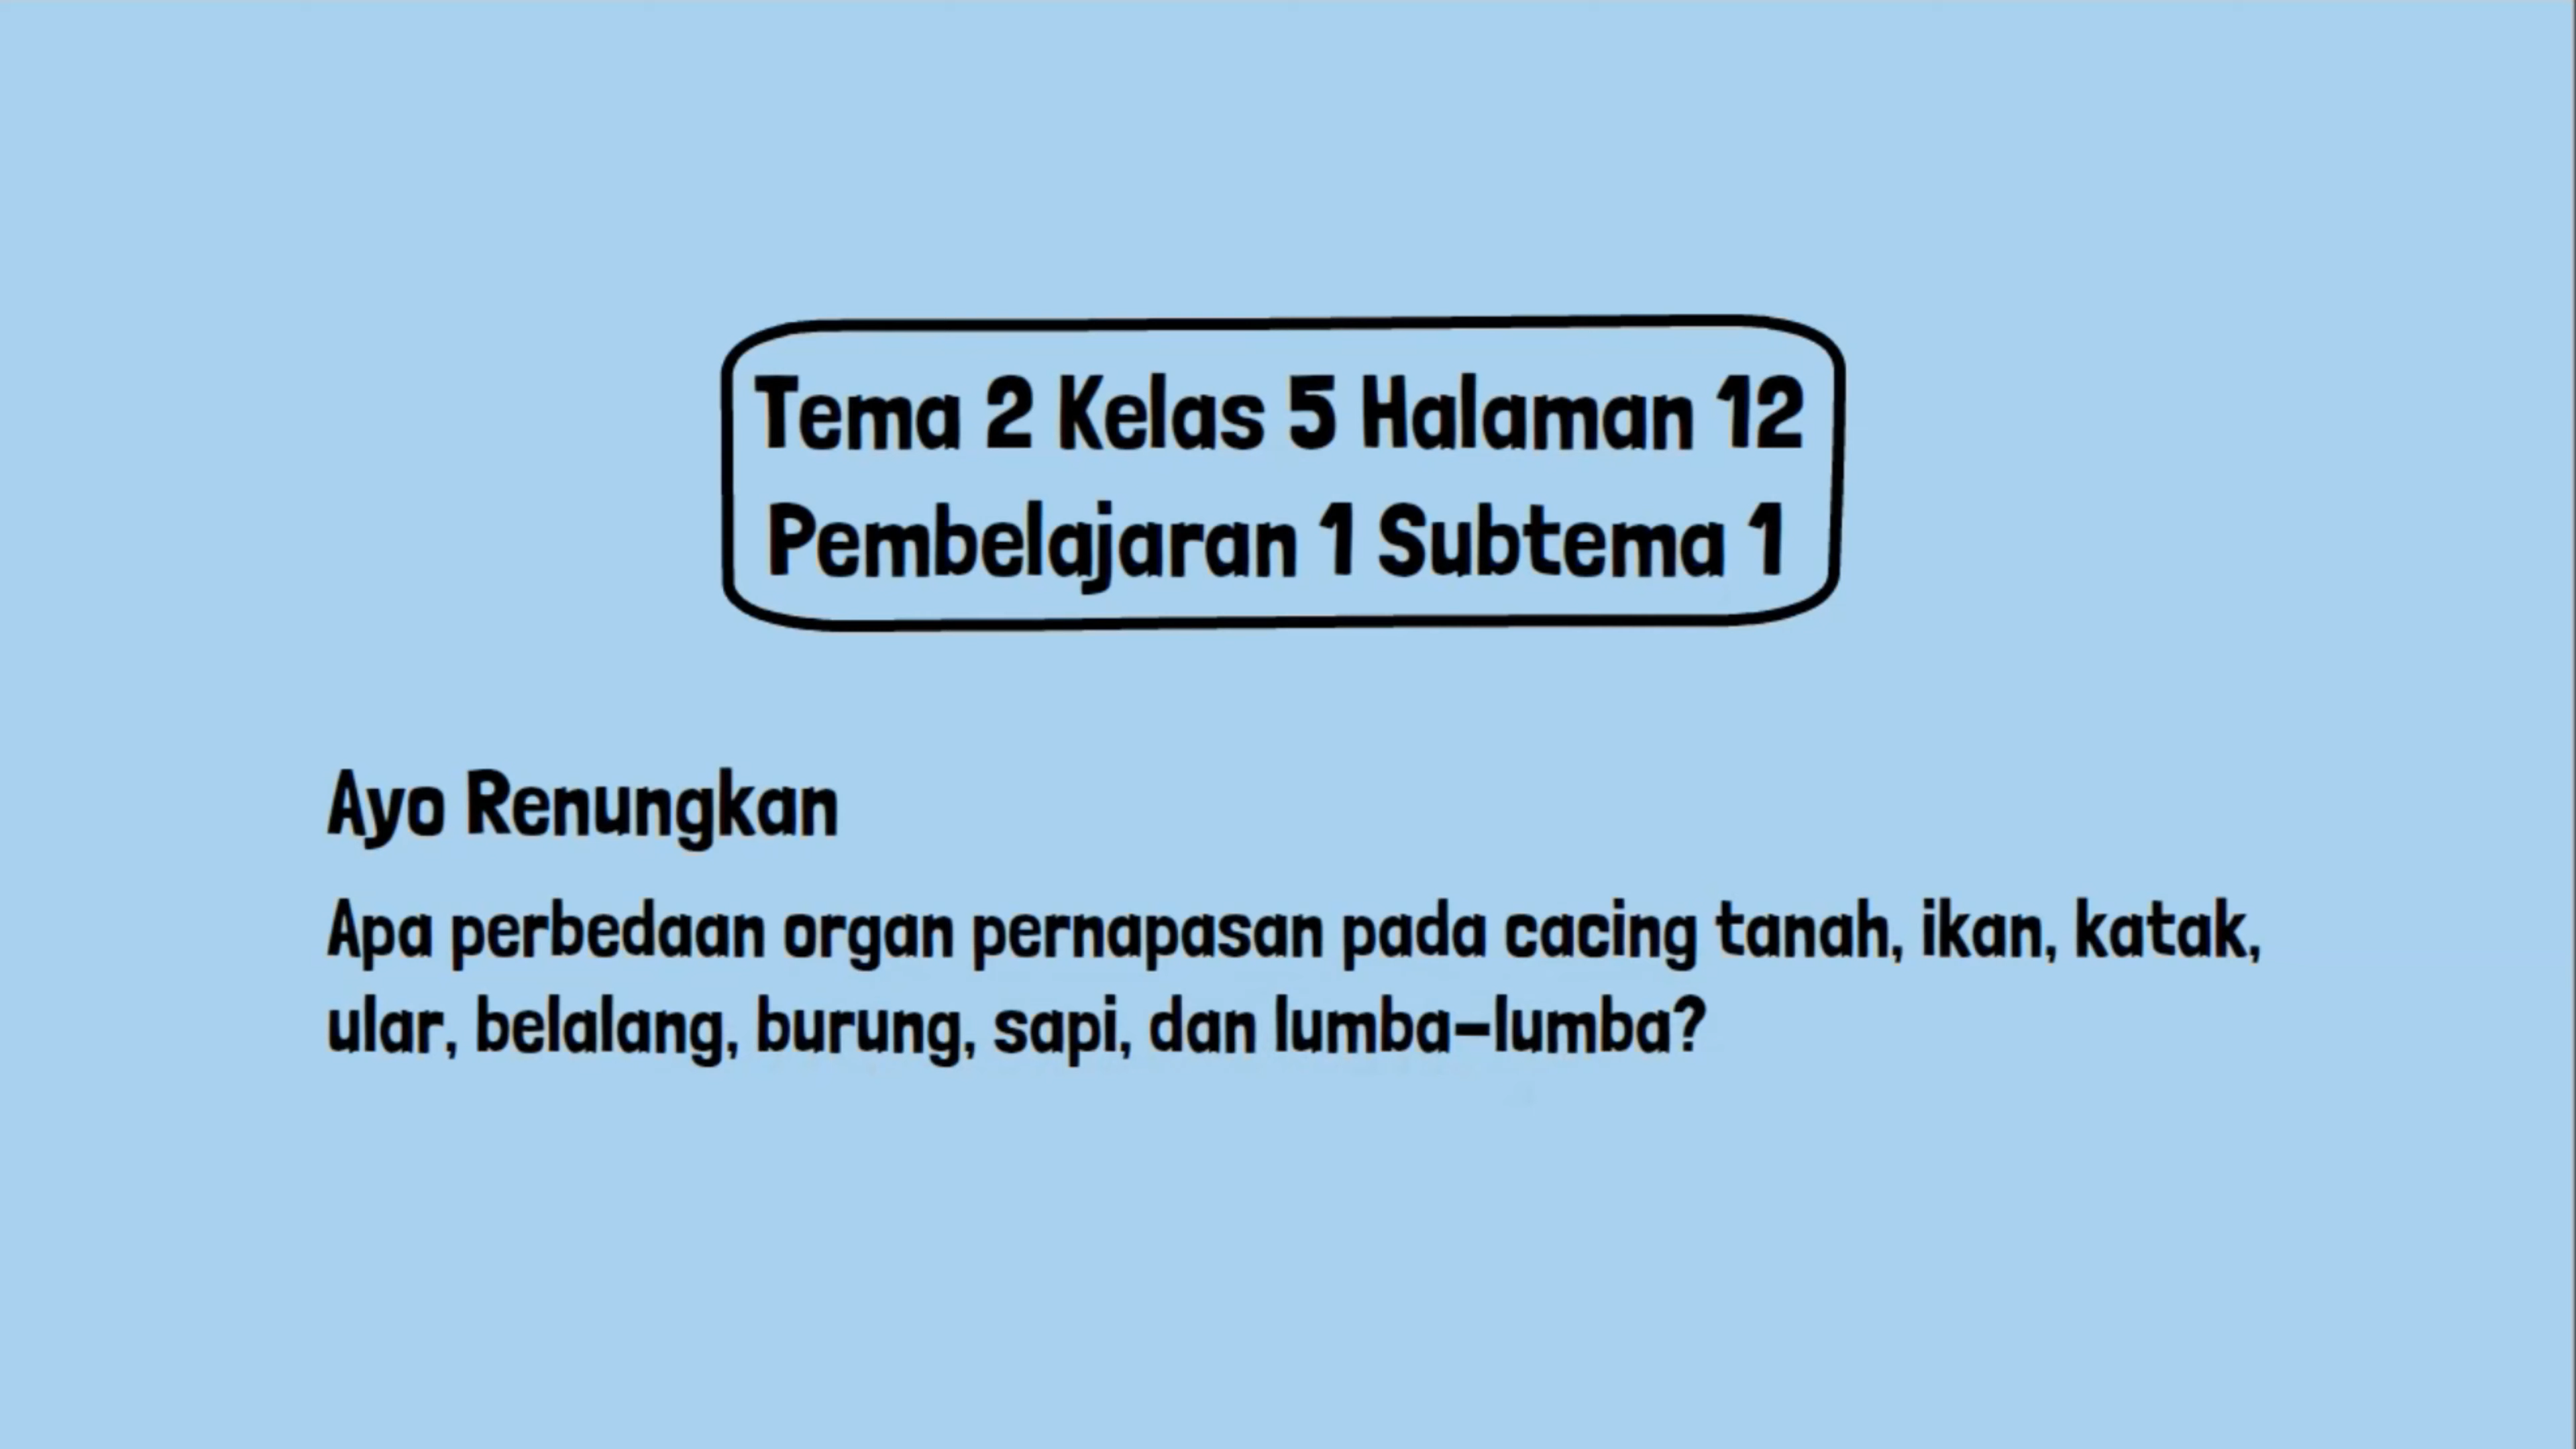 Tema 2 Kelas 5 Halaman 12
Pembelajaran 1 Subtema 1
Ayo Renungkan
Apa perbedaan organ pernapasan pada cacing tanah, ikan, katak,
ular, belalang, burung, sapi, dan lumba-lumba?